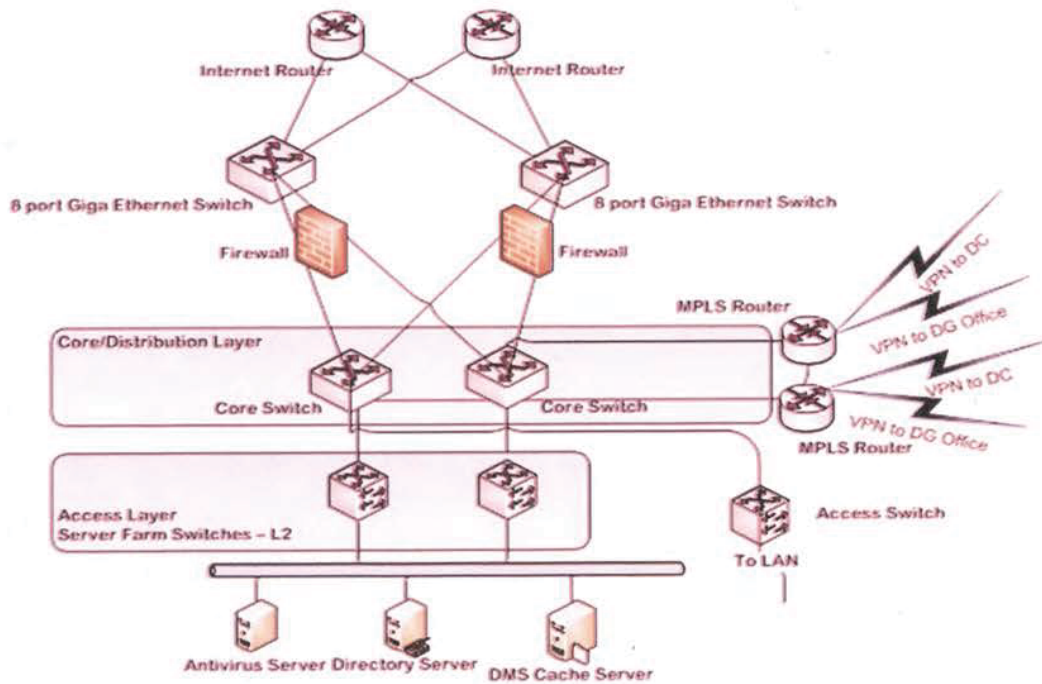 Internet Router
Internet Router
8 port Giga Ethernet Switch
8 port Giga Ethernet Switch
Firewall
Firewall
VPN to DC
MPLS Router
VPN to DG Office
Core/Distribution Layer
VPN to DC
Core Switch
Core Switch
VPN to DG Office
MPLS Router
Access Layer
Server Farm Switches – L2
Access Switch
To LAN
Antivirus Server
Directory Server
DMS Cache Server